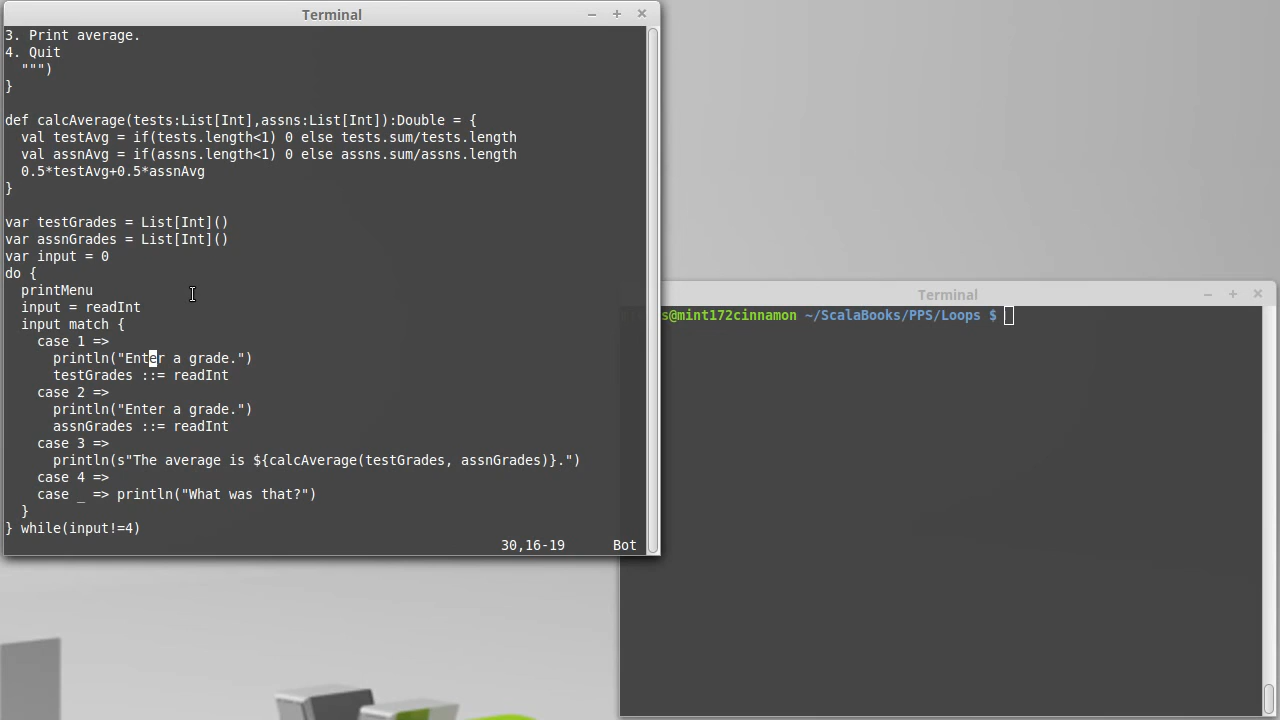 Terminal
3. Print average.
4. Quit
  """)
}

def calcAverage(tests:List[Int],assns:List[Int]):Double = {
  val testAvg = if(tests.length<1) 0 else tests.sum/tests.length
  val assnAvg = if(assns.length<1) 0 else assns.sum/assns.length
  0.5*testAvg+0.5*assnAvg
}

var testGrades = List[Int]()
var assnGrades = List[Int]()
var input = 0
do {
  printMenu
  input = readInt
  input match {
    case 1 =>
      println("Enter a grade.")
      testGrades ::= readInt
    case 2 =>
      println("Enter a grade.")
      assnGrades ::= readInt
    case 3 =>
      println(s"The average is ${calcAverage(testGrades, assnGrades)}.")
    case 4 =>
    case _ => println("What was that?")
  }
} while(input!=4)
30,16-19 Bot
Terminal
s@mint172cinnamon ~/ScalaBooks/PPS/Loops $